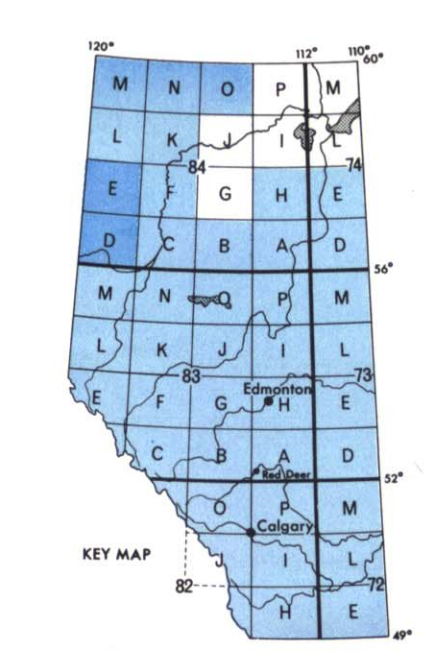 120° 112° 110°
60°
M N O P M
L K J I L
84 74
E F G H E
D C B A D
56°
M N O P M
L K J I L
83 73
Edmonton
E F G H E
C B A D
Red Deer
52°
O P M
Calgary
KEY MAP
J I L
82 72
H E
49°